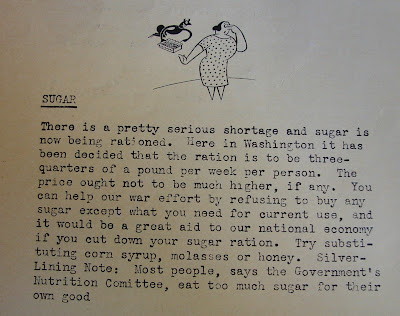 SUGAR
There is a pretty serious shortage and sugar is
now being rationed. Here in Washington it has
been decided that the ration is to be three-
quarters of a pound per week per person. The
price ought not to be much higher, if any. You
can help our war effort by refusing to buy any
sugar except what you need for current use, and
it would be a great aid to our national economy
if you cut down your sugar ration. Try substi-
tuting corn syrup, molasses or honey. Silver-
Lining Note: Most people, says the Government's
Nutrition Comittee, eat too much sugar for their
own good